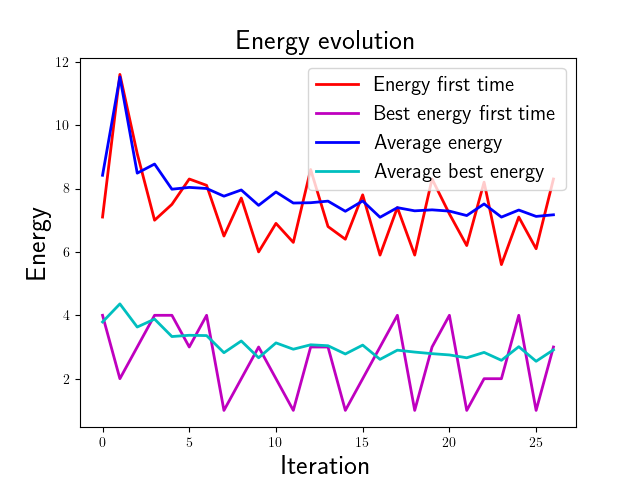 Energy evolution
12
10
8
6
4
2
Energy
Energy first time
Best energy first time
Average energy
Average best energy
0
5
10
15
20
25
Iteration